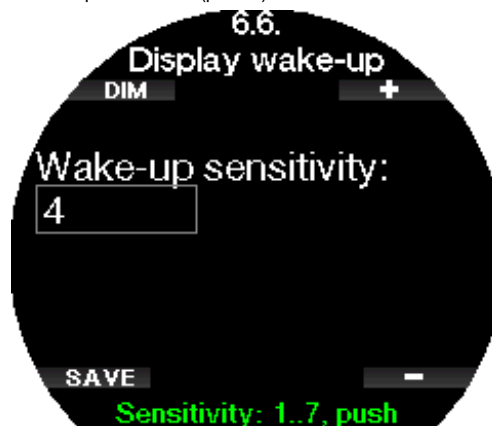 6.6.
Display wake-up
DIM +
Wake-up sensitivity:
4
SAVE -
Sensitivity: 1..7, push